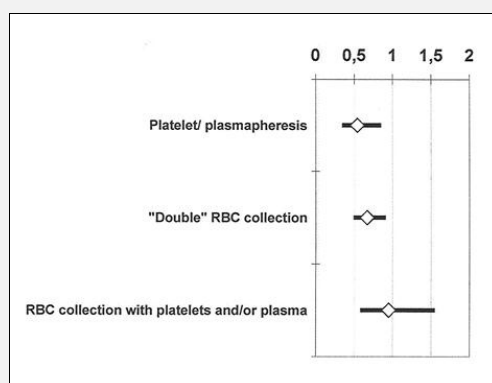 0 0,5 1 1,5 2
Platelet/ plasmapheresis
"Double" RBC collection
RBC collection with platelets and/or plasma